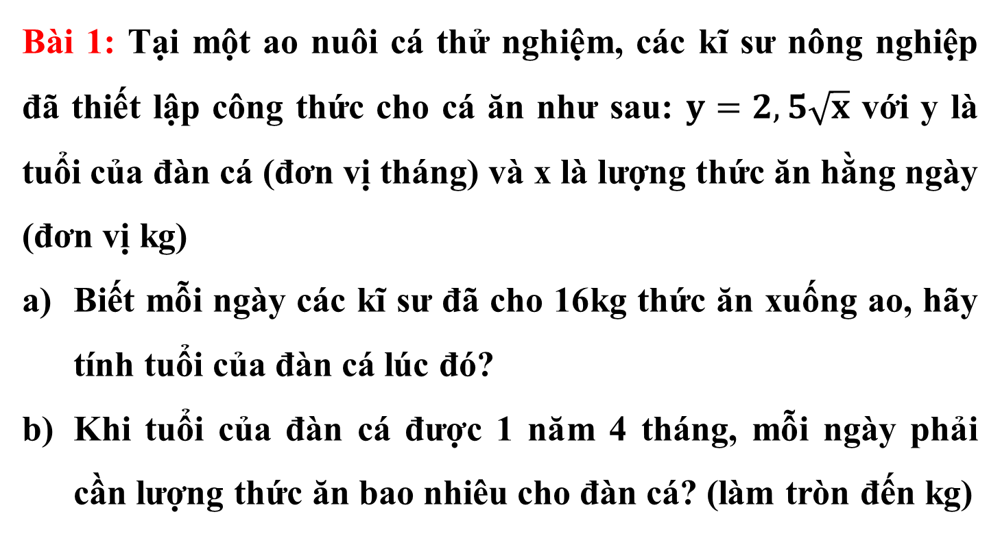 Bài 1: Tại một ao nuôi cá thử nghiệm, các kĩ sư nông nghiệp
đã thiết lập công thức cho cá ăn như sau: y = 2, 5√x với y là
tuổi của đàn cá (đơn vị tháng) và x là lượng thức ăn hằng ngày
(đơn vị kg)
a) Biết mỗi ngày các kĩ sư đã cho 16kg thức ăn xuống ao, hãy
tính tuổi của đàn cá lúc đó?
b) Khi tuổi của đàn cá được 1 năm 4 tháng, mỗi ngày phải
cần lượng thức ăn bao nhiêu cho đàn cá? (làm tròn đến kg)